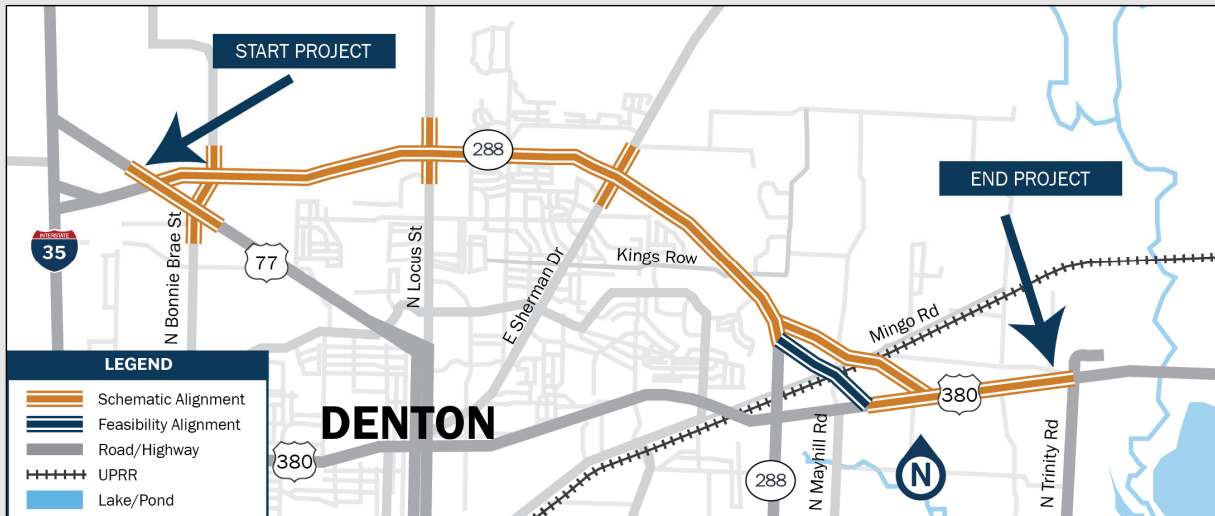 START PROJECT
288
END PROJECT
INTERSTATE
35
N Bonnie Brae St
77
N Locus St
E Sherman Dr
Kings Row
Mingo Rd
380
DENTON
380
288
N Mayhill Rd
N
N Trinity Rd
LEGEND
Schematic Alignment
Feasibility Alignment
Road/Highway
UPRR
Lake/Pond